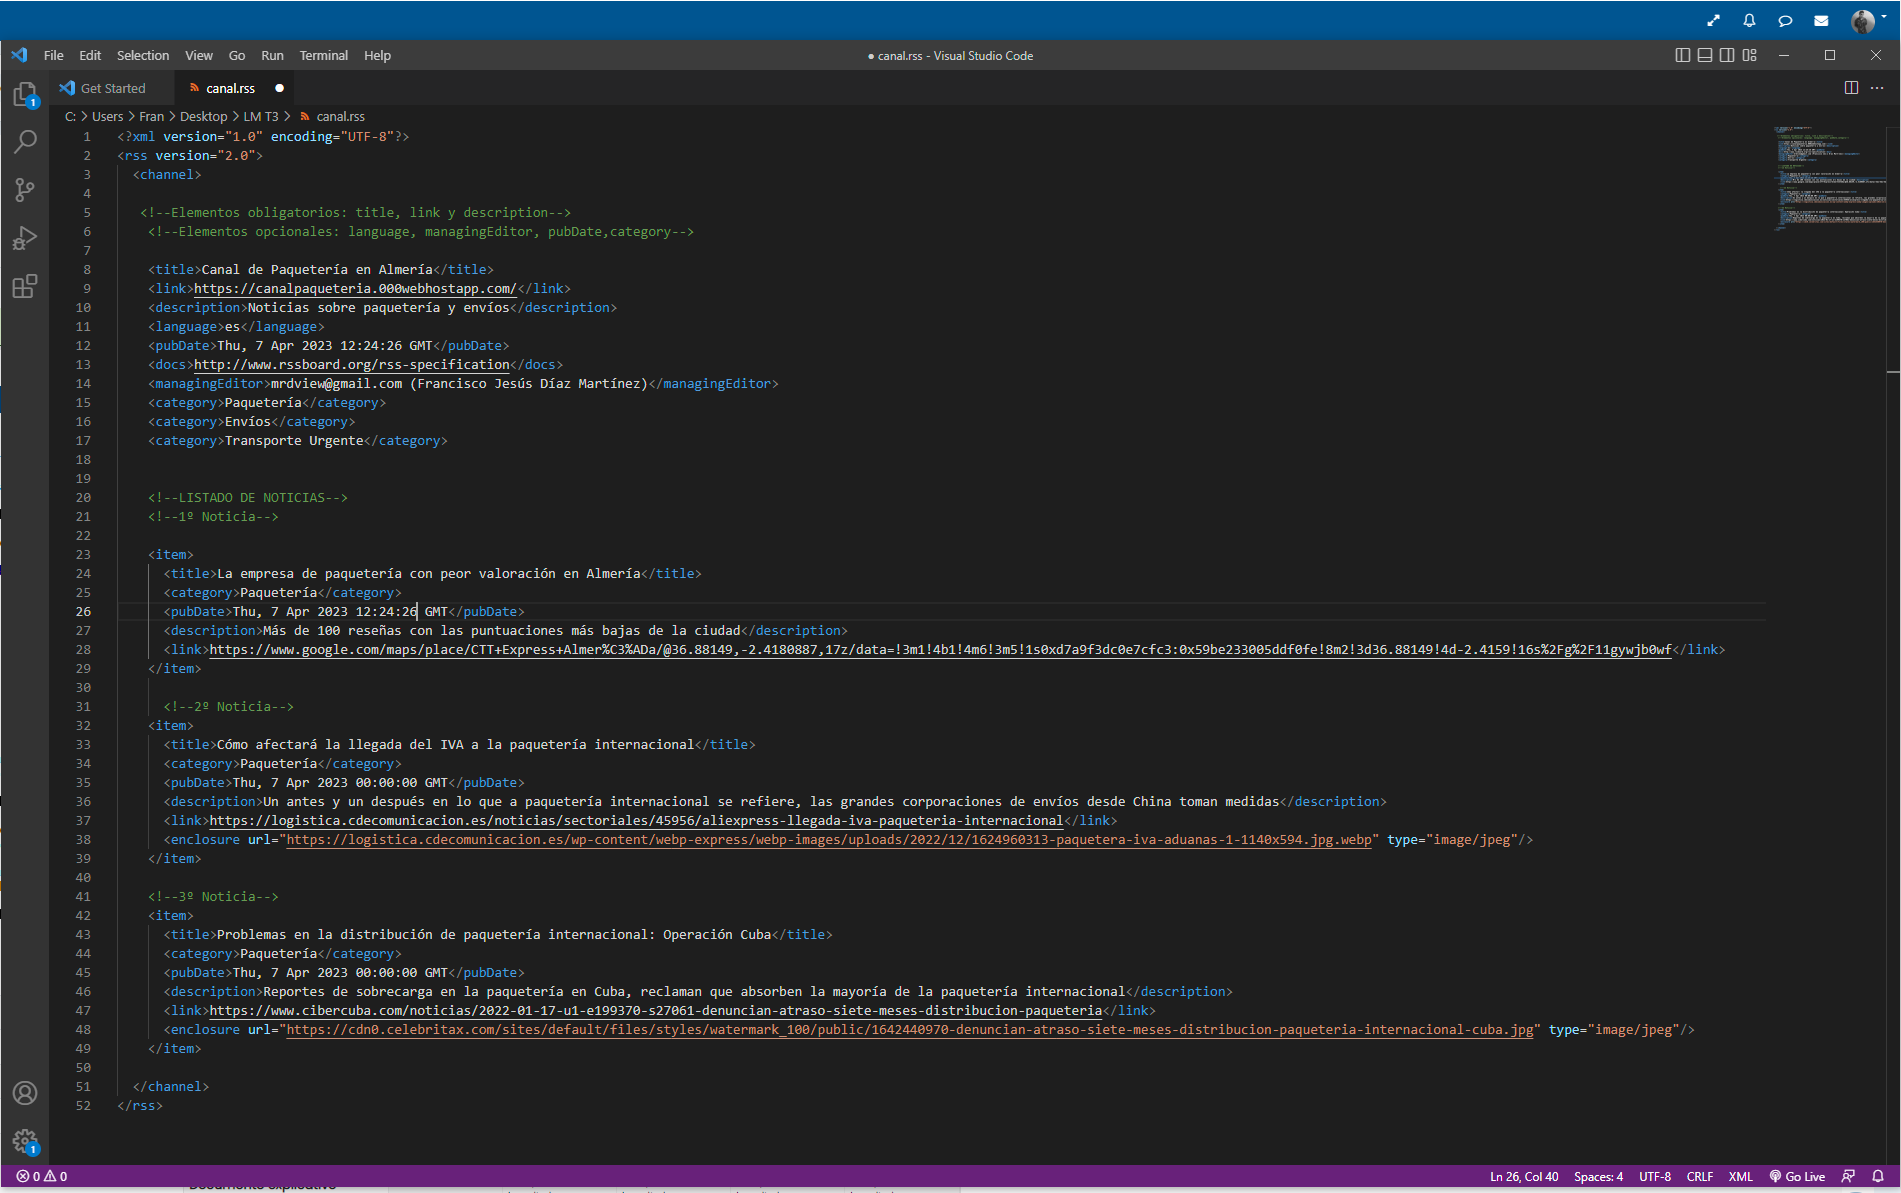 File Edit Selection View Go Run Terminal Help
● canal.rss - Visual Studio Code
Get Started
canal.rss ●
C: > Users > Fran > Desktop > LM T3 > canal.rss
1 <?xml version="1.0" encoding="UTF-8"?>
2 <rss version="2.0">
3 <channel>
4
5 <!--Elementos obligatorios: title, link y description-->
6 <!--Elementos opcionales: language, managingEditor, pubDate,category-->
7
8 <title>Canal de Paquetería en Almería</title>
9 <link>https://canalpaqueteria.000webhostapp.com/</link>
10 <description>Noticias sobre paquetería y envíos</description>
11 <language>es</language>
12 <pubDate>Thu, 7 Apr 2023 12:24:26 GMT</pubDate>
13 <docs>http://www.rssboard.org/rss-specification</docs>
14 <managingEditor>mrdview@gmail.com (Francisco Jesús Díaz Martínez)</managingEditor>
15 <category>Paquetería</category>
16 <category>Envíos</category>
17 <category>Transporte Urgente</category>
18
19
20 <!--LISTADO DE NOTICIAS-->
21 <!--1º Noticia-->
22
23 <item>
24 <title>La empresa de paquetería con peor valoración en Almería</title>
25 <category>Paquetería</category>
26 <pubDate>Thu, 7 Apr 2023 12:24:26 GMT</pubDate>
27 <description>Más de 100 reseñas con las puntuaciones más bajas de la ciudad</description>
28 <link>https://www.google.com/maps/place/CTT+Express+Almer%C3%ADa/@36.88149,-2.4180887,17z/data=!3m1!4b1!4m6!3m5!1s0xd7a9f3dc0e7cfc3:0x59be233005ddf0fe!8m2!3d36.88149!4d-2.4159!16s%2Fg%2F11gywjb0wf</link>
29 </item>
30
31 <!--2º Noticia-->
32 <item>
33 <title>Cómo afectará la llegada del IVA a la paquetería internacional</title>
34 <category>Paquetería</category>
35 <pubDate>Thu, 7 Apr 2023 00:00:00 GMT</pubDate>
36 <description>Un antes y un después en lo que a paquetería internacional se refiere, las grandes corporaciones de envíos desde China toman medidas</description>
37 <link>https://logistica.cdecomunicacion.es/noticias/sectoriales/45956/aliexpress-llegada-iva-paqueteria-internacional</link>
38 <enclosure url="https://logistica.cdecomunicacion.es/wp-content/webp-express/webp-images/uploads/2022/12/1624960313-paquetera-iva-aduanas-1-1140x594.jpg.webp" type="image/jpeg"/>
39 </item>
40
41 <!--3º Noticia-->
42 <item>
43 <title>Problemas en la distribución de paquetería internacional: Operación Cuba</title>
44 <category>Paquetería</category>
45 <pubDate>Thu, 7 Apr 2023 00:00:00 GMT</pubDate>
46 <description>Reportes de sobrecarga en la paquetería en Cuba, reclaman que absorben la mayoría de la paquetería internacional</description>
47 <link>https://www.cibercuba.com/noticias/2022-01-17-u1-e199370-s27061-denuncian-atraso-siete-meses-distribucion-paqueteria</link>
48 <enclosure url="https://cdn0.celebritax.com/sites/default/files/styles/watermark_100/public/1642440970-denuncian-atraso-siete-meses-distribucion-paqueteria-internacional-cuba.jpg" type="image/jpeg"/>
49 </item>
50
51 </channel>
52 </rss>
1
1
0 0
Ln 26, Col 40 Spaces: 4 UTF-8 CRLF XML Go Live